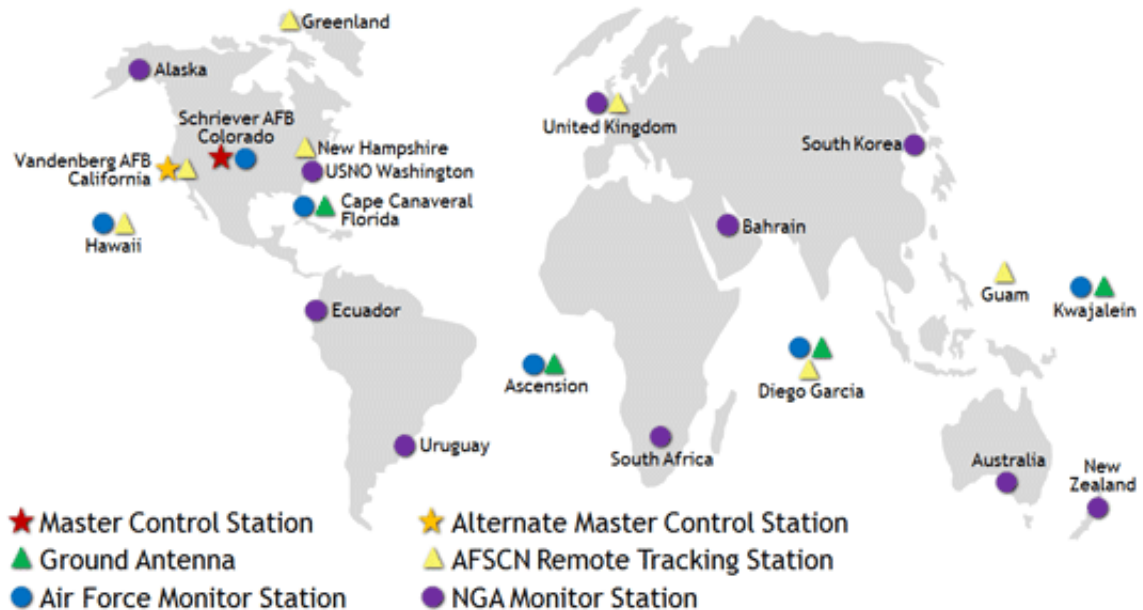 Greenland
Alaska
Schriever AFB
Colorado
Vandenberg AFB
California
New Hampshire
USNO Washington
Cape Canaveral
Florida
Hawaii
United Kingdom
South Korea
Bahrain
Guam
Kwajalein
Ecuador
Ascension
Diego Garcia
Uruguay
South Africa
Australia
New
Zealand
Master Control Station
Alternate Master Control Station
Ground Antenna
AFSCN Remote Tracking Station
Air Force Monitor Station
NGA Monitor Station